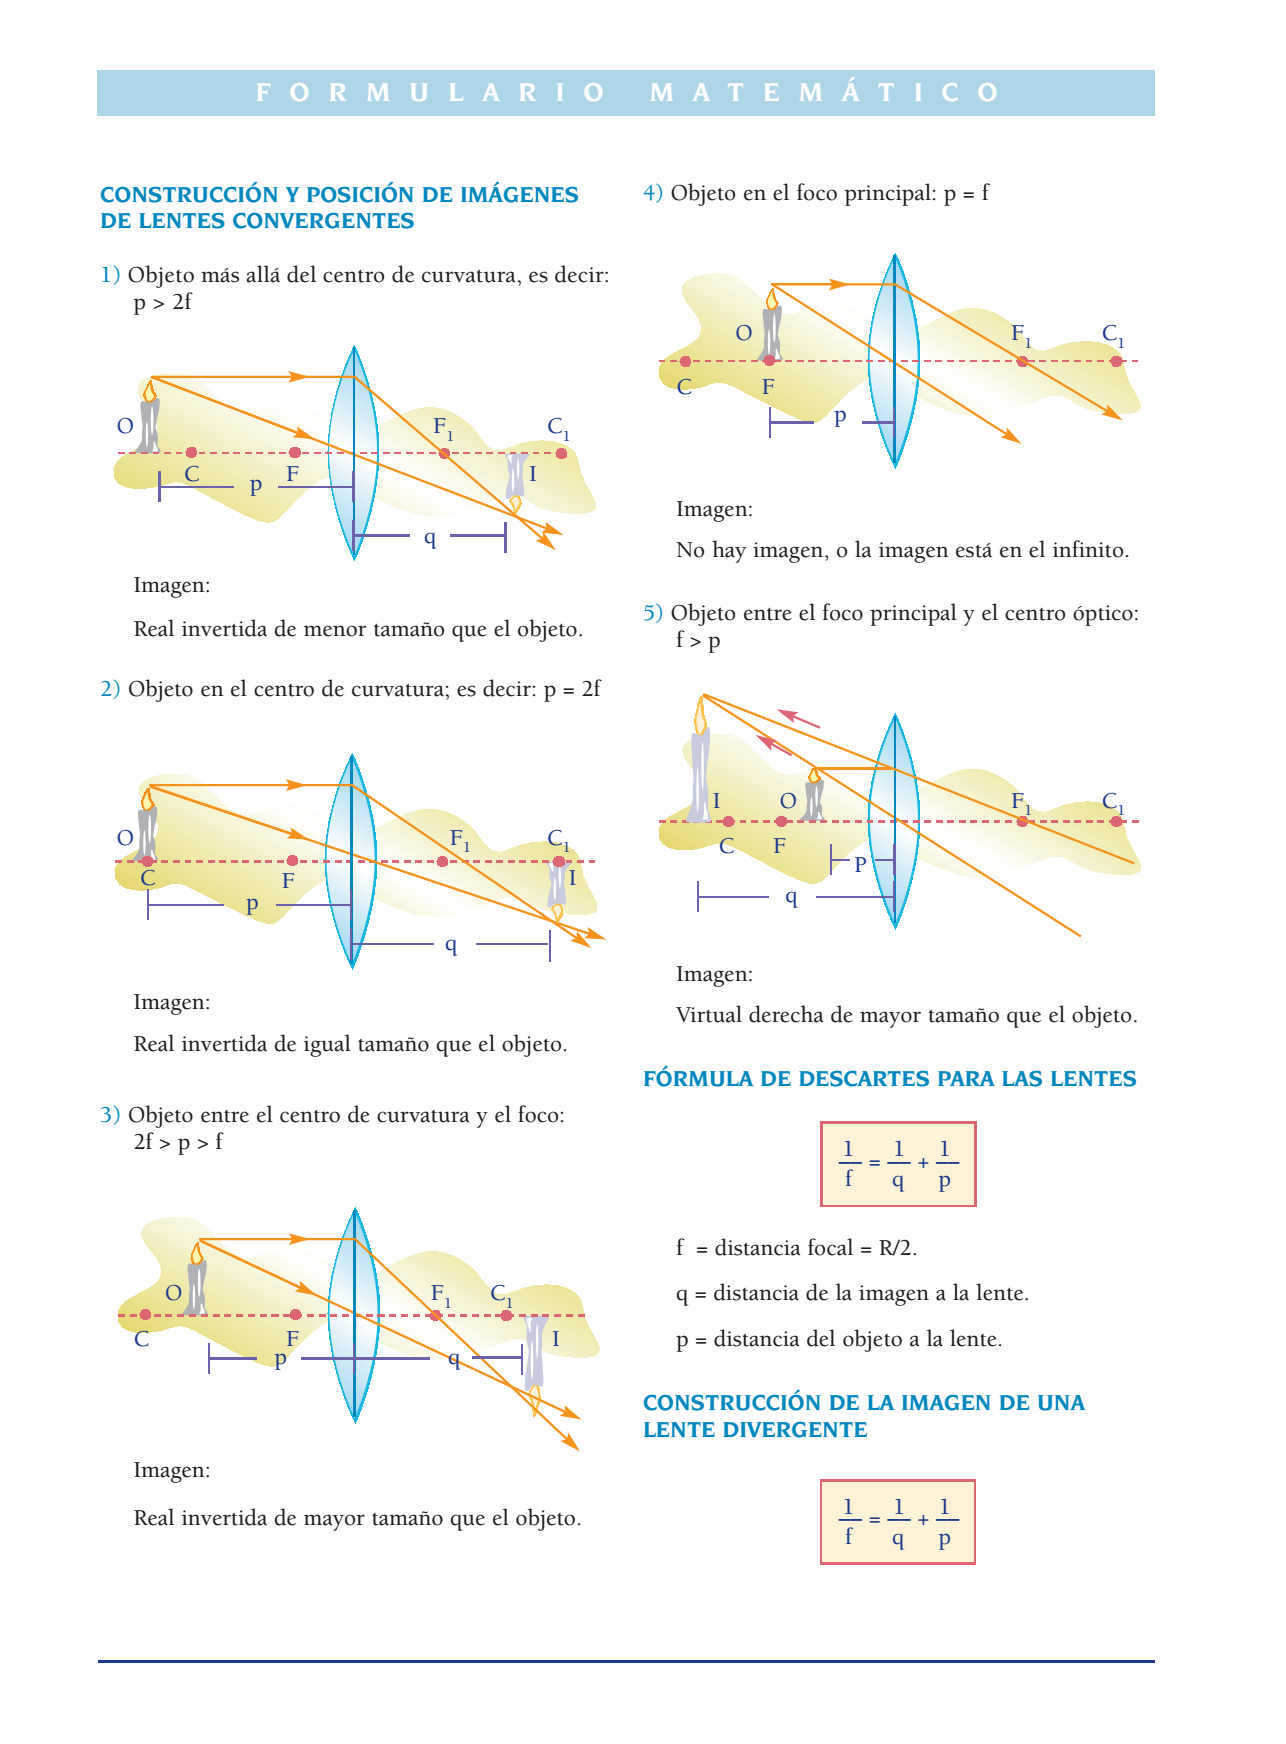 FORMULARIO MATEMÁTICO
CONSTRUCCIÓN Y POSICIÓN DE IMÁGENES
DE LENTES CONVERGENTES
1) Objeto más allá del centro de curvatura, es decir:
p > 2f
O F1 C1
C F I
p
q
Imagen:
Real invertida de menor tamaño que el objeto.
2) Objeto en el centro de curvatura; es decir: p = 2f
O F1 C1
C F I
p
q
Imagen:
Real invertida de igual tamaño que el objeto.
3) Objeto entre el centro de curvatura y el foco:
2f > p > f
O F1 C1
C F I
p q
Imagen:
Real invertida de mayor tamaño que el objeto.
4) Objeto en el foco principal: p = f
O F1 C1
C F
p
Imagen:
No hay imagen, o la imagen está en el infinito.
5) Objeto entre el foco principal y el centro óptico:
f > p
I O F1 C1
C F
P
q
Imagen:
Virtual derecha de mayor tamaño que el objeto.
FÓRMULA DE DESCARTES PARA LAS LENTES
1/f = 1/q + 1/p
f = distancia focal = R/2.
q = distancia de la imagen a la lente.
p = distancia del objeto a la lente.
CONSTRUCCIÓN DE LA IMAGEN DE UNA
LENTE DIVERGENTE
1/f = 1/q + 1/p